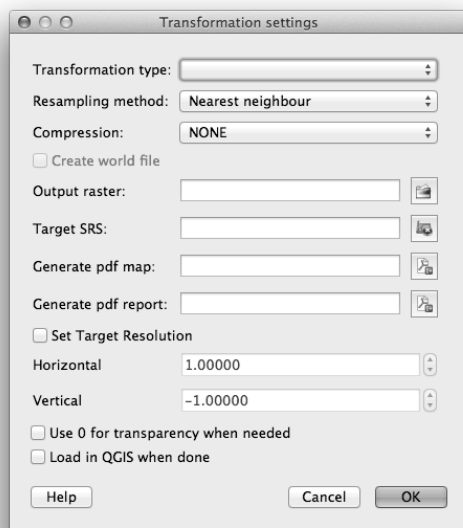 Transformation settings
Transformation type:
Resampling method: Nearest neighbour
Compression: NONE
Create world file
Output raster:
Target SRS:
Generate pdf map:
Generate pdf report:
Set Target Resolution
Horizontal 1.00000
Vertical -1.00000
Use 0 for transparency when needed
Load in QGIS when done
Help Cancel OK